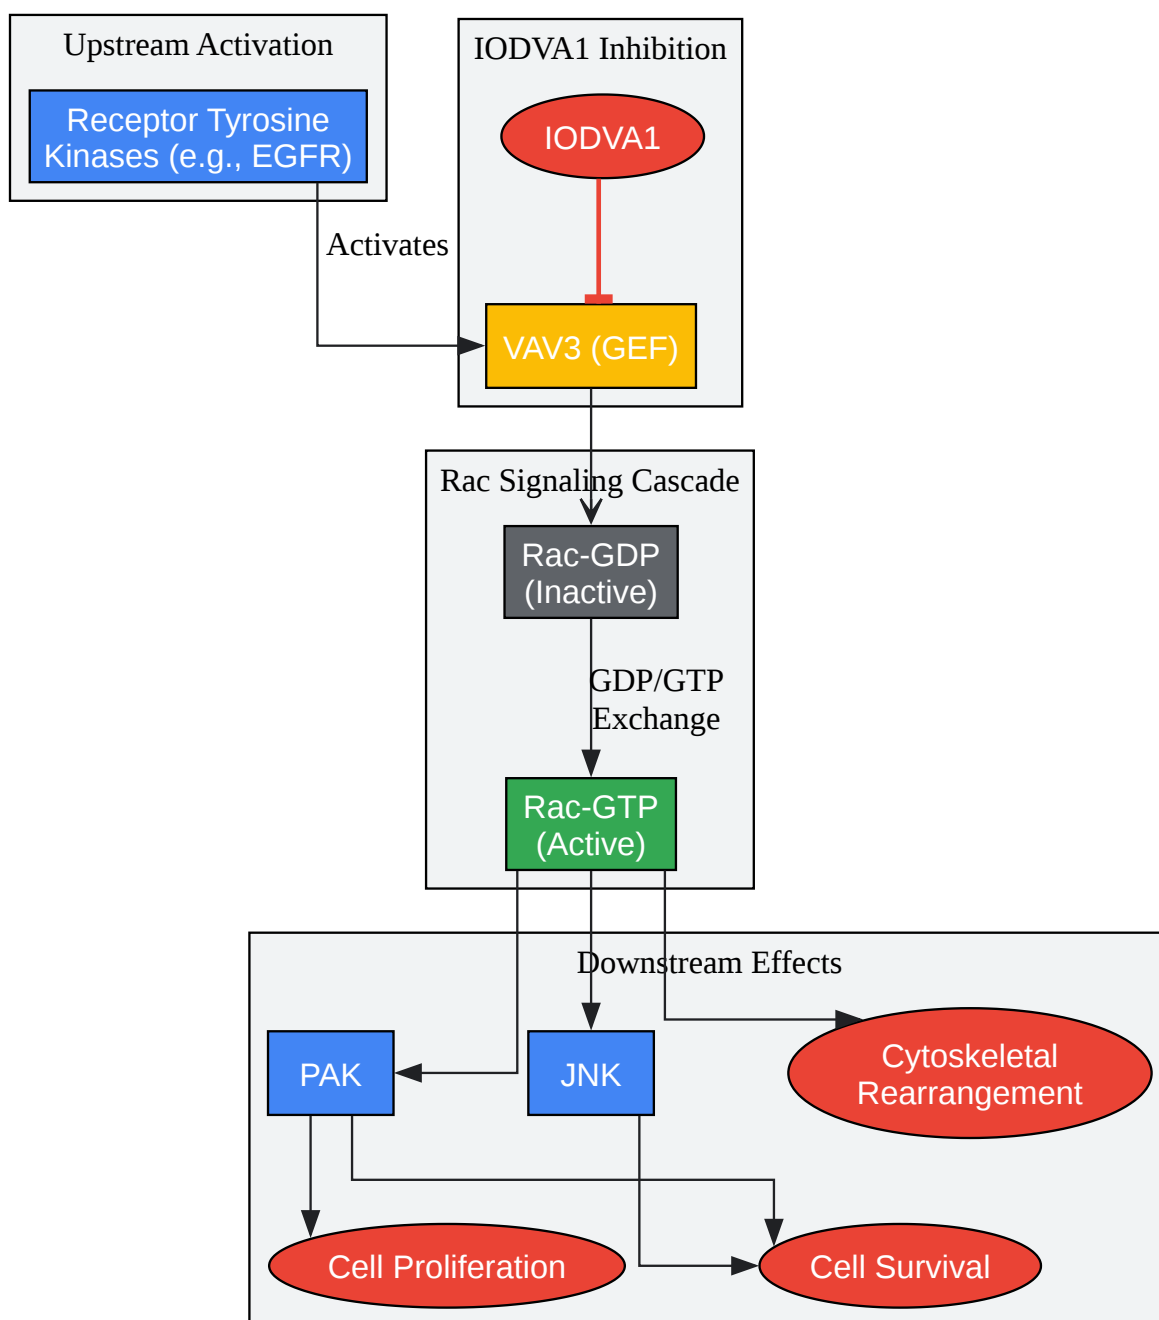 Upstream Activation
Receptor Tyrosine
Kinases (e.g., EGFR)
IODVA1 Inhibition
IODVA1
Activates
VAV3 (GEF)
Rac Signaling Cascade
Rac-GDP
(Inactive)
GDP/GTP
Exchange
Rac-GTP
(Active)
Downstream Effects
PAK
JNK
Cytoskeletal
Rearrangement
Cell Proliferation
Cell Survival